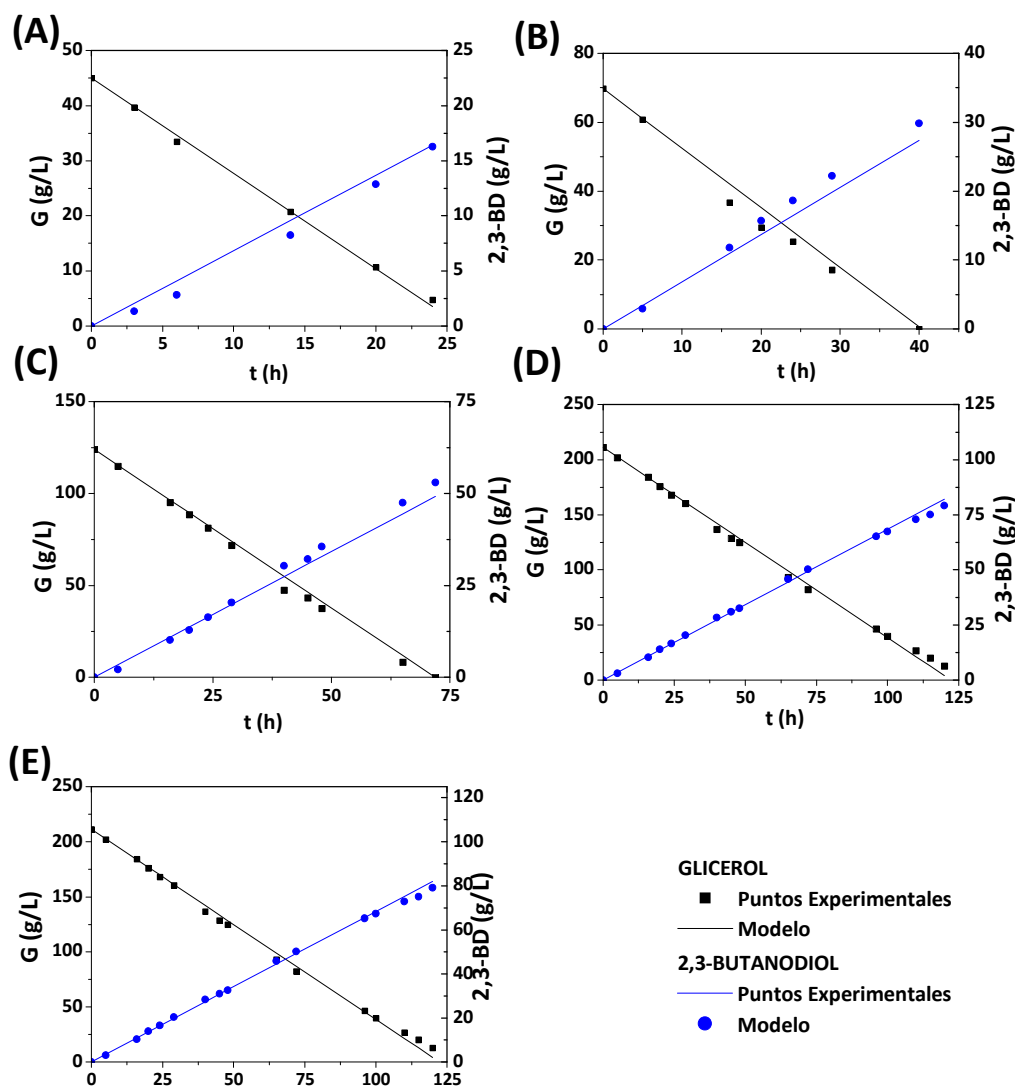 (A)
50
40
30
20
10
0
G (g/L)
25
20
15
10
5
0
2,3-BD (g/L)
0 5 10 15 20 25
t (h)
(B)
80
60
40
20
0
G (g/L)
40
30
20
10
0
2,3-BD (g/L)
0 10 20 30 40
t (h)
(C)
150
100
50
0
G (g/L)
75
50
25
0
2,3-BD (g/L)
0 25 50 75
t (h)
(D)
250
200
150
100
50
0
G (g/L)
125
100
75
50
25
0
2,3-BD (g/L)
0 25 50 75 100 125
t (h)
(E)
250
200
150
100
50
0
G (g/L)
120
100
80
60
40
20
0
2,3-BD (g/L)
0 25 50 75 100 125
t (h)
GLICEROL
Puntos Experimentales
Modelo
2,3-BUTANODIOL
Puntos Experimentales
Modelo